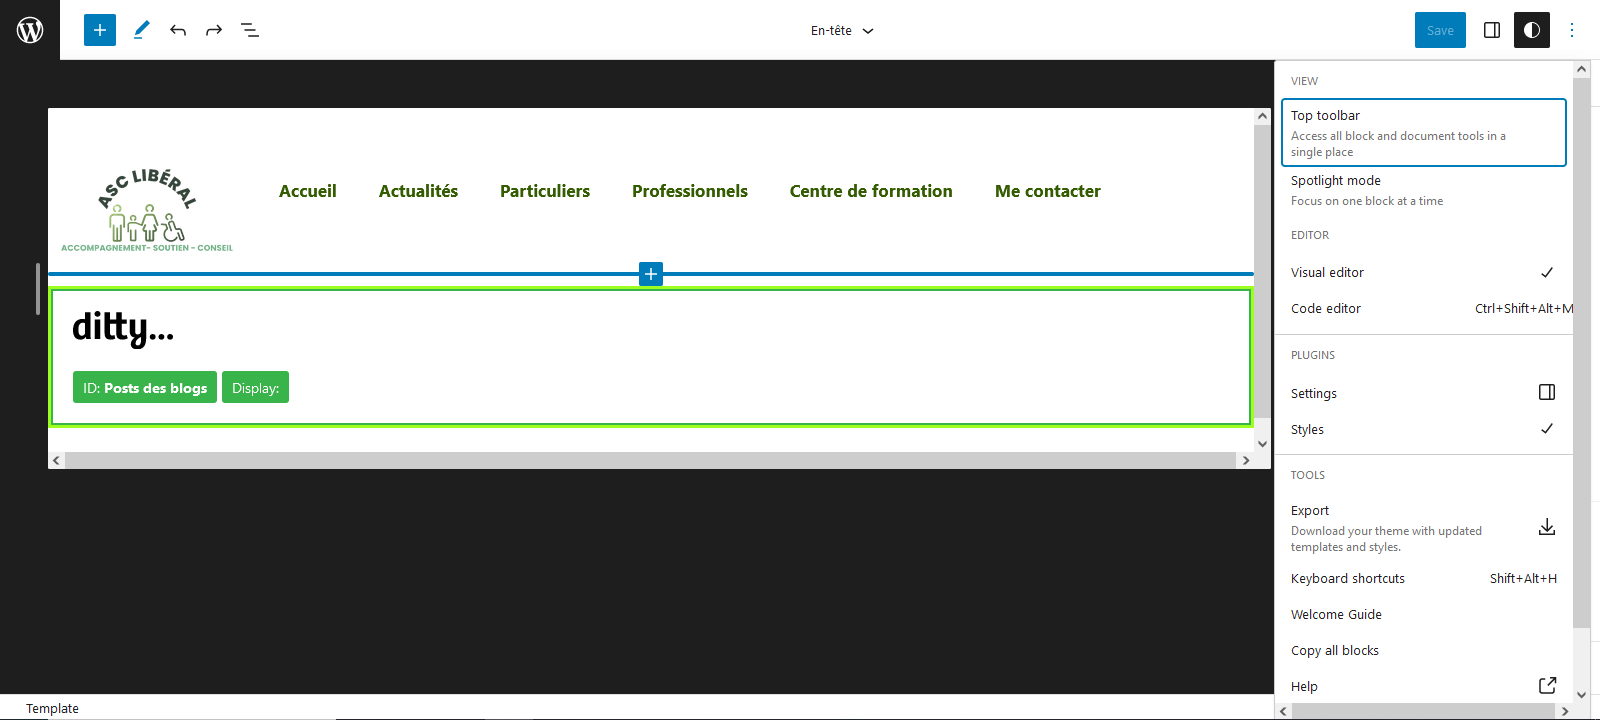 En-tête
Save
ASC LIBÉRAL
ACCOMPAGNEMENT- SOUTIEN - CONSEIL
Accueil
Actualités
Particuliers
Professionnels
Centre de formation
Me contacter
ditty...
ID: Posts des blogs
Display:
VIEW
Top toolbar
Access all block and document tools in a
single place
Spotlight mode
Focus on one block at a time
EDITOR
Visual editor
Code editor Ctrl+Shift+Alt+M
PLUGINS
Settings
Styles
TOOLS
Export
Download your theme with updated
templates and styles.
Keyboard shortcuts Shift+Alt+H
Welcome Guide
Copy all blocks
Help
Template